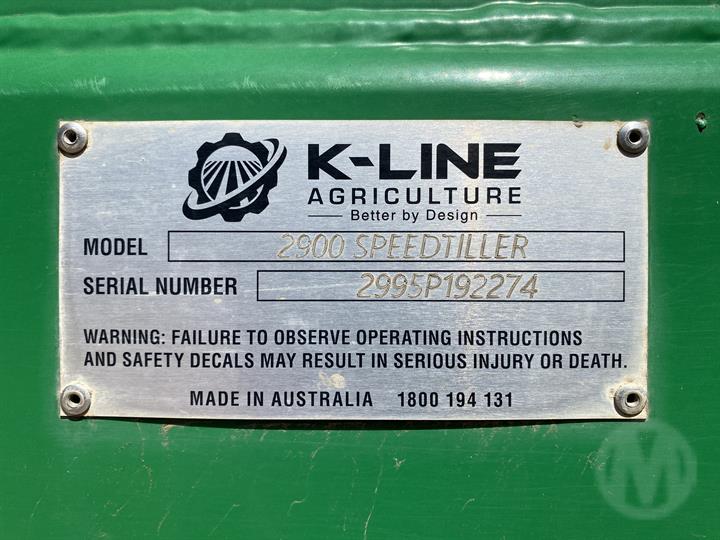 K-LINE
AGRICULTURE
Better by Design
MODEL 2900 SPEEDTILLER
SERIAL NUMBER 2995P192274
WARNING: FAILURE TO OBSERVE OPERATING INSTRUCTIONS
AND SAFETY DECALS MAY RESULT IN SERIOUS INJURY OR DEATH.
MADE IN AUSTRALIA 1800 194 131
M